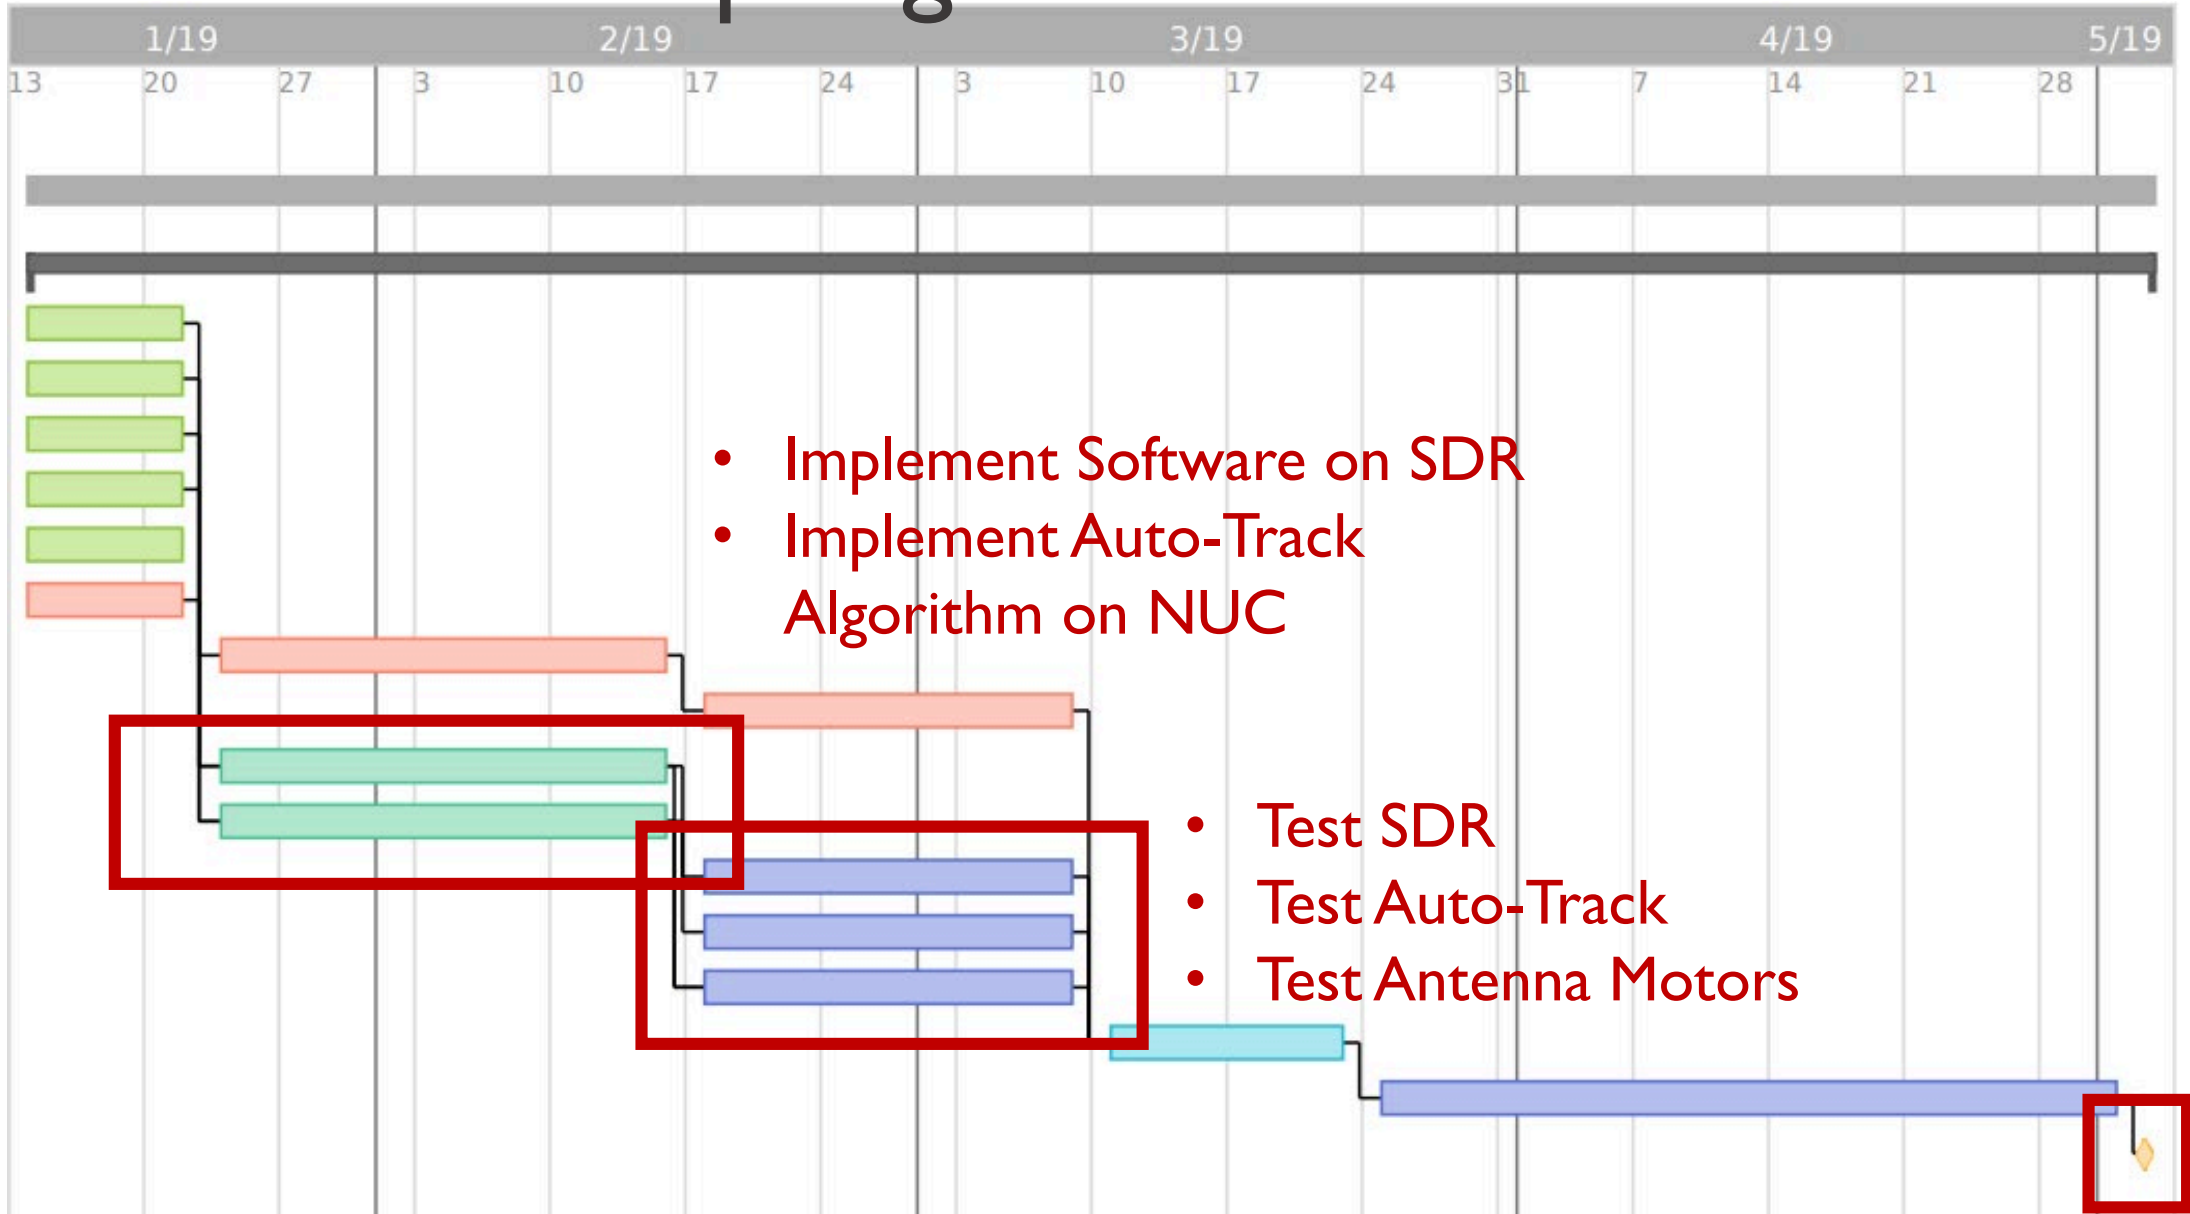 1/19 2/19 3/19 4/19 5/19
13 20 27 3 10 17 24 3 10 17 24 31 7 14 21 28
• Implement Software on SDR
• Implement Auto-Track
Algorithm on NUC
• Test SDR
• Test Auto-Track
• Test Antenna Motors